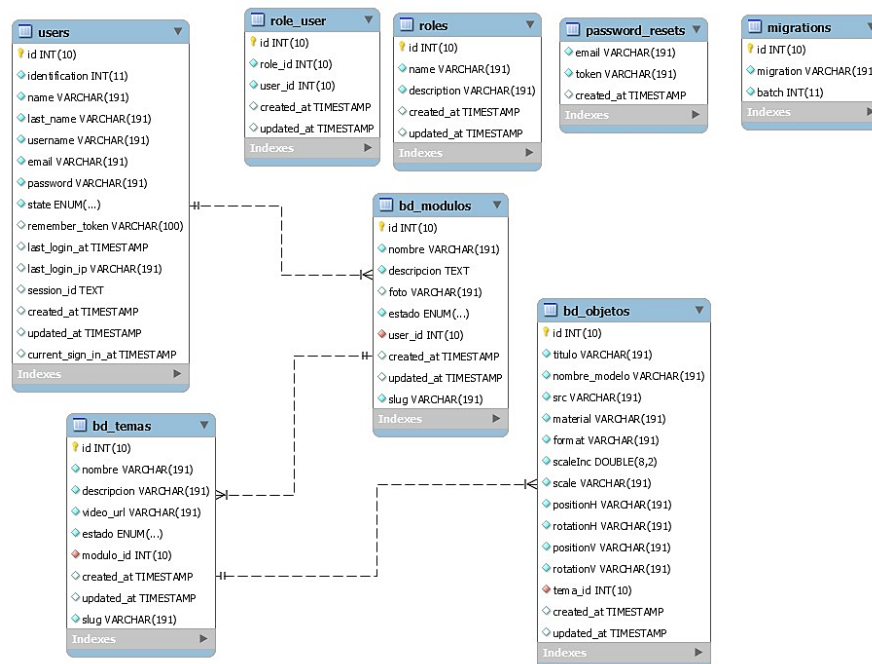 users
id INT(10)
identification INT(11)
name VARCHAR(191)
last_name VARCHAR(191)
username VARCHAR(191)
email VARCHAR(191)
password VARCHAR(191)
state ENUM(...)
remember_token VARCHAR(100)
last_login_at TIMESTAMP
last_login_ip VARCHAR(191)
session_id TEXT
created_at TIMESTAMP
updated_at TIMESTAMP
current_sign_in_at TIMESTAMP
Indexes
role_user
id INT(10)
role_id INT(10)
user_id INT(10)
created_at TIMESTAMP
updated_at TIMESTAMP
Indexes
roles
id INT(10)
name VARCHAR(191)
description VARCHAR(191)
created_at TIMESTAMP
updated_at TIMESTAMP
Indexes
password_resets
email VARCHAR(191)
token VARCHAR(191)
created_at TIMESTAMP
Indexes
migrations
id INT(10)
migration VARCHAR(191
batch INT(11)
Indexes
bd_modulos
id INT(10)
nombre VARCHAR(191)
descripcion TEXT
foto VARCHAR(191)
estado ENUM(...)
user_id INT(10)
created_at TIMESTAMP
updated_at TIMESTAMP
slug VARCHAR(191)
Indexes
bd_temas
id INT(10)
nombre VARCHAR(191)
descripcion VARCHAR(191)
video_url VARCHAR(191)
estado ENUM(...)
modulo_id INT(10)
created_at TIMESTAMP
updated_at TIMESTAMP
slug VARCHAR(191)
Indexes
bd_objetos
id INT(10)
titulo VARCHAR(191)
nombre_modelo VARCHAR(191)
src VARCHAR(191)
material VARCHAR(191)
format VARCHAR(191)
scaleInc DOUBLE(8,2)
scale VARCHAR(191)
positionH VARCHAR(191)
rotationH VARCHAR(191)
positionV VARCHAR(191)
rotationV VARCHAR(191)
tema_id INT(10)
created_at TIMESTAMP
updated_at TIMESTAMP
Indexes